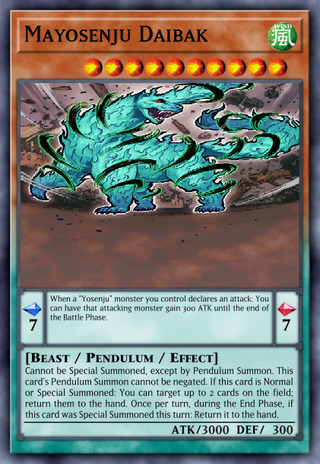 Mayosenju Daibak
WIND
風
When a "Yosenju" monster you control declares an attack: You
can have that attacking monster gain 300 ATK until the end of
the Battle Phase.
7
7
[Beast / Pendulum / Effect]
Cannot be Special Summoned, except by Pendulum Summon. This
card's Pendulum Summon cannot be negated. If this card is Normal
or Special Summoned: You can target up to 2 cards on the field;
return them to the hand. Once per turn, during the End Phase, if
this card was Special Summoned this turn: Return it to the hand.
ATK/3000 DEF/ 300